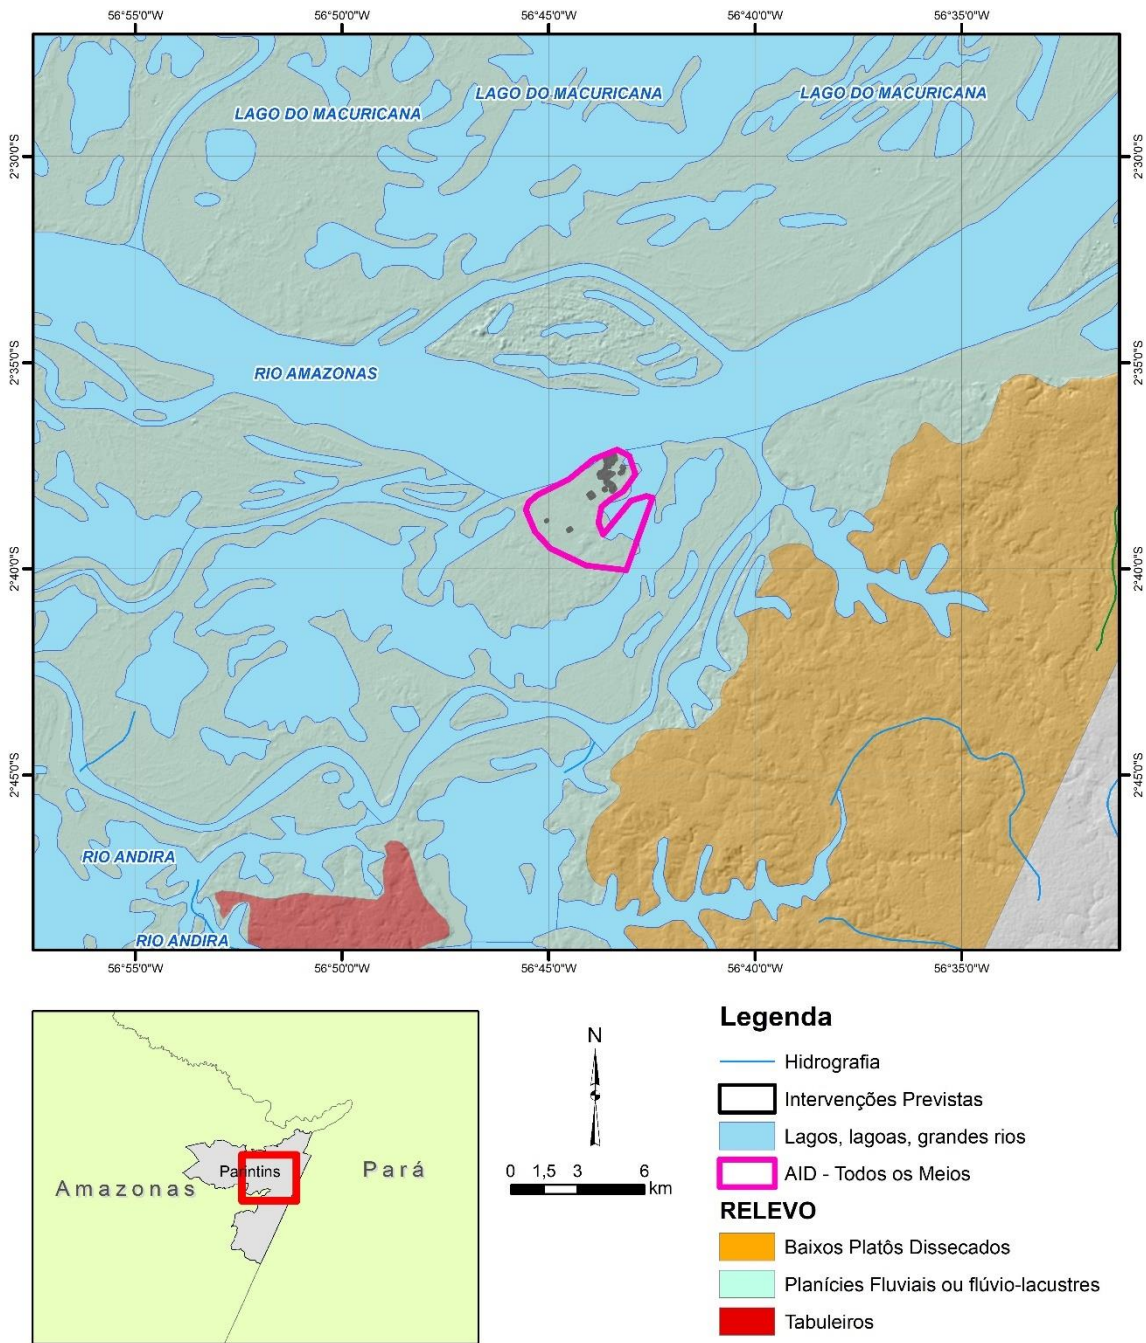 56°55'0"W 56°50'0"W 56°45'0"W 56°40'0"W 56°35'0"W
LAGO DO MACURICANA
LAGO DO MACURICANA
LAGO DO MACURICANA
2°30'0"S 2°30'0"S
2°35'0"S 2°35'0"S
RIO AMAZONAS
2°40'0"S 2°40'0"S
2°45'0"S 2°45'0"S
RIO ANDIRA
RIO ANDIRA
56°55'0"W 56°50'0"W 56°45'0"W 56°40'0"W 56°35'0"W
Parintins
Amazonas
Pará
N
0 1,5 3 6
km
Legenda
Hidrografia
Intervenções Previstas
Lagos, lagoas, grandes rios
AID - Todos os Meios
RELEVO
Baixos Platôs Dissecados
Planícies Fluviais ou flúvio-lacustres
Tabuleiros